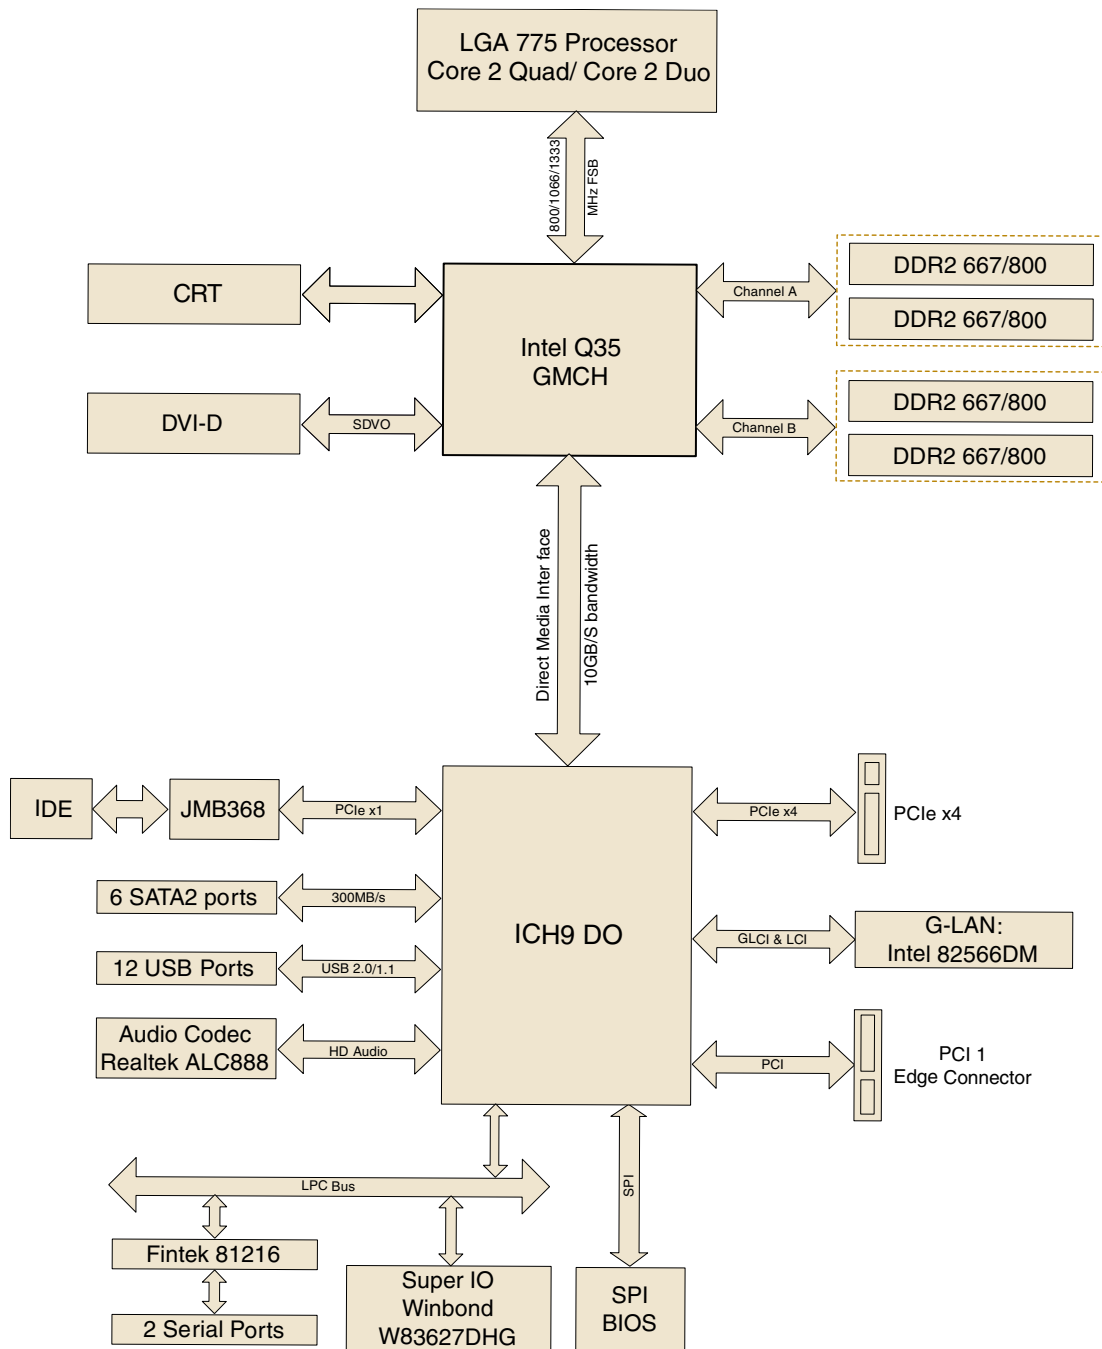 LGA 775 Processor
Core 2 Quad/ Core 2 Duo
800/1066/1333
MHz FSB
CRT
Intel Q35
GMCH
Channel A
DDR2 667/800
DDR2 667/800
DVI-D
SDVO
Channel B
DDR2 667/800
DDR2 667/800
Direct Media Inter face
10GB/S bandwidth
IDE
JMB368
PCIe x1
PCIe x4
PCIe x4
6 SATA2 ports
300MB/s
ICH9 DO
GLCI & LCI
G-LAN:
Intel 82566DM
12 USB Ports
USB 2.0/1.1
Audio Codec
Realtek ALC888
HD Audio
PCI
PCI 1
Edge Connector
LPC Bus
SPI
Fintek 81216
2 Serial Ports
Super IO
Winbond
W83627DHG
SPI
BIOS